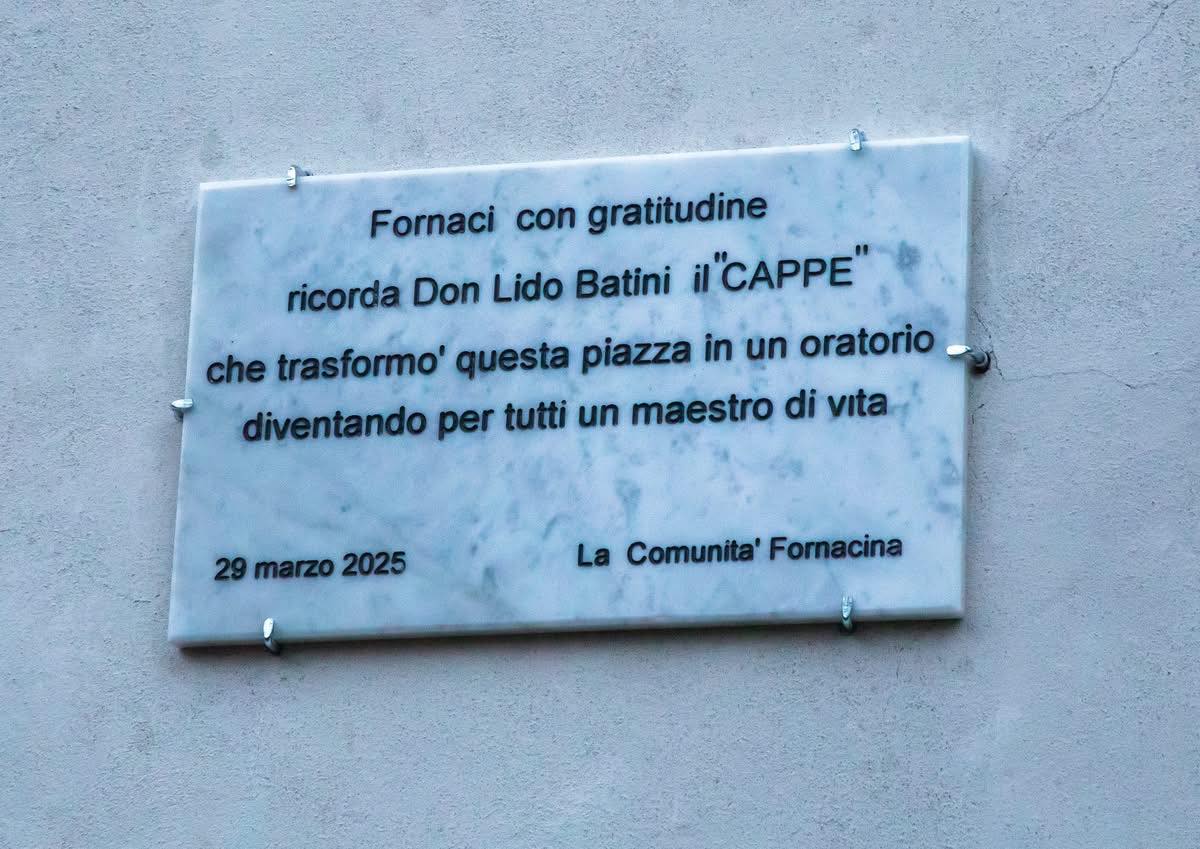 Fornaci con gratitudine
ricorda Don Lido Batini il "CAPPE"
che trasformo' questa piazza in un oratorio
diventando per tutti un maestro di vıta
29 marzo 2025 La Comunita' Fornacina